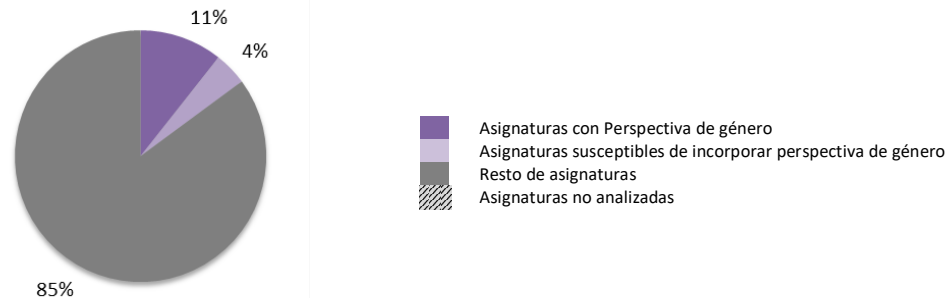 11%
4%
85%
Asignaturas con Perspectiva de género
Asignaturas susceptibles de incorporar perspectiva de género
Resto de asignaturas
Asignaturas no analizadas